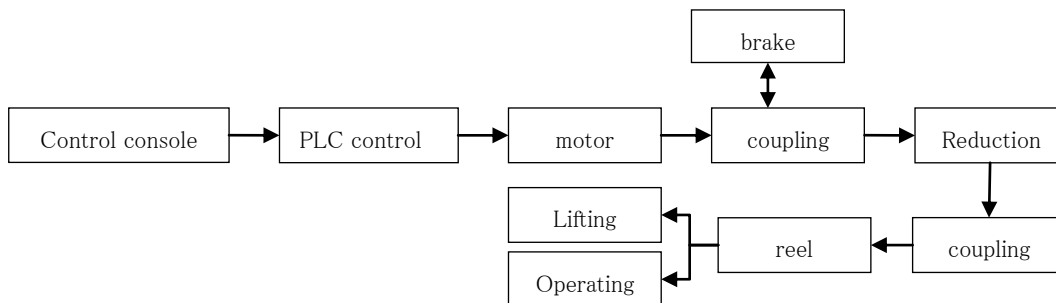 brake
Control console
PLC control
motor
coupling
Reduction
Lifting
reel
coupling
Operating